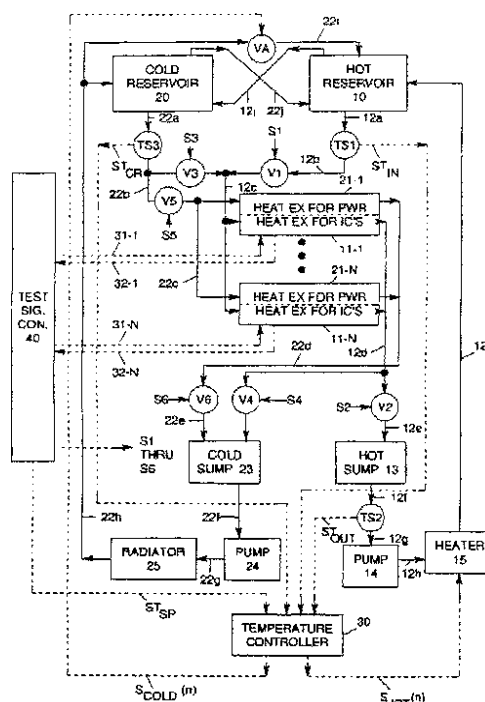 22i
VA
COLD
RESERVOIR
20
HOT
RESERVOIR
10
22a
12j
22j
12a
TS3
S3
S1
TS1
ST CR
V3
V1
12b
ST IN
22b
12c
21-1
V5
HEAT EX FOR PWR
HEAT EX FOR IC'S
S5
31-1
11-1
32-1
22c
21-N
HEAT EX FOR PWR
HEAT EX FOR IC'S
TEST
SIG.
CON.
40
31-N
11-N
32-N
22d
12d
S6
V6
V4
S4
S2
V2
22e
12e
S1
THRU
S6
COLD
SUMP 23
HOT
SUMP 13
12f
22h
22f
TS2
ST OUT
12g
RADIATOR
25
22g
PUMP
24
PUMP
14
12h
HEATER
15
ST SP
30
TEMPERATURE
CONTROLLER
S COLD (n)
(n)